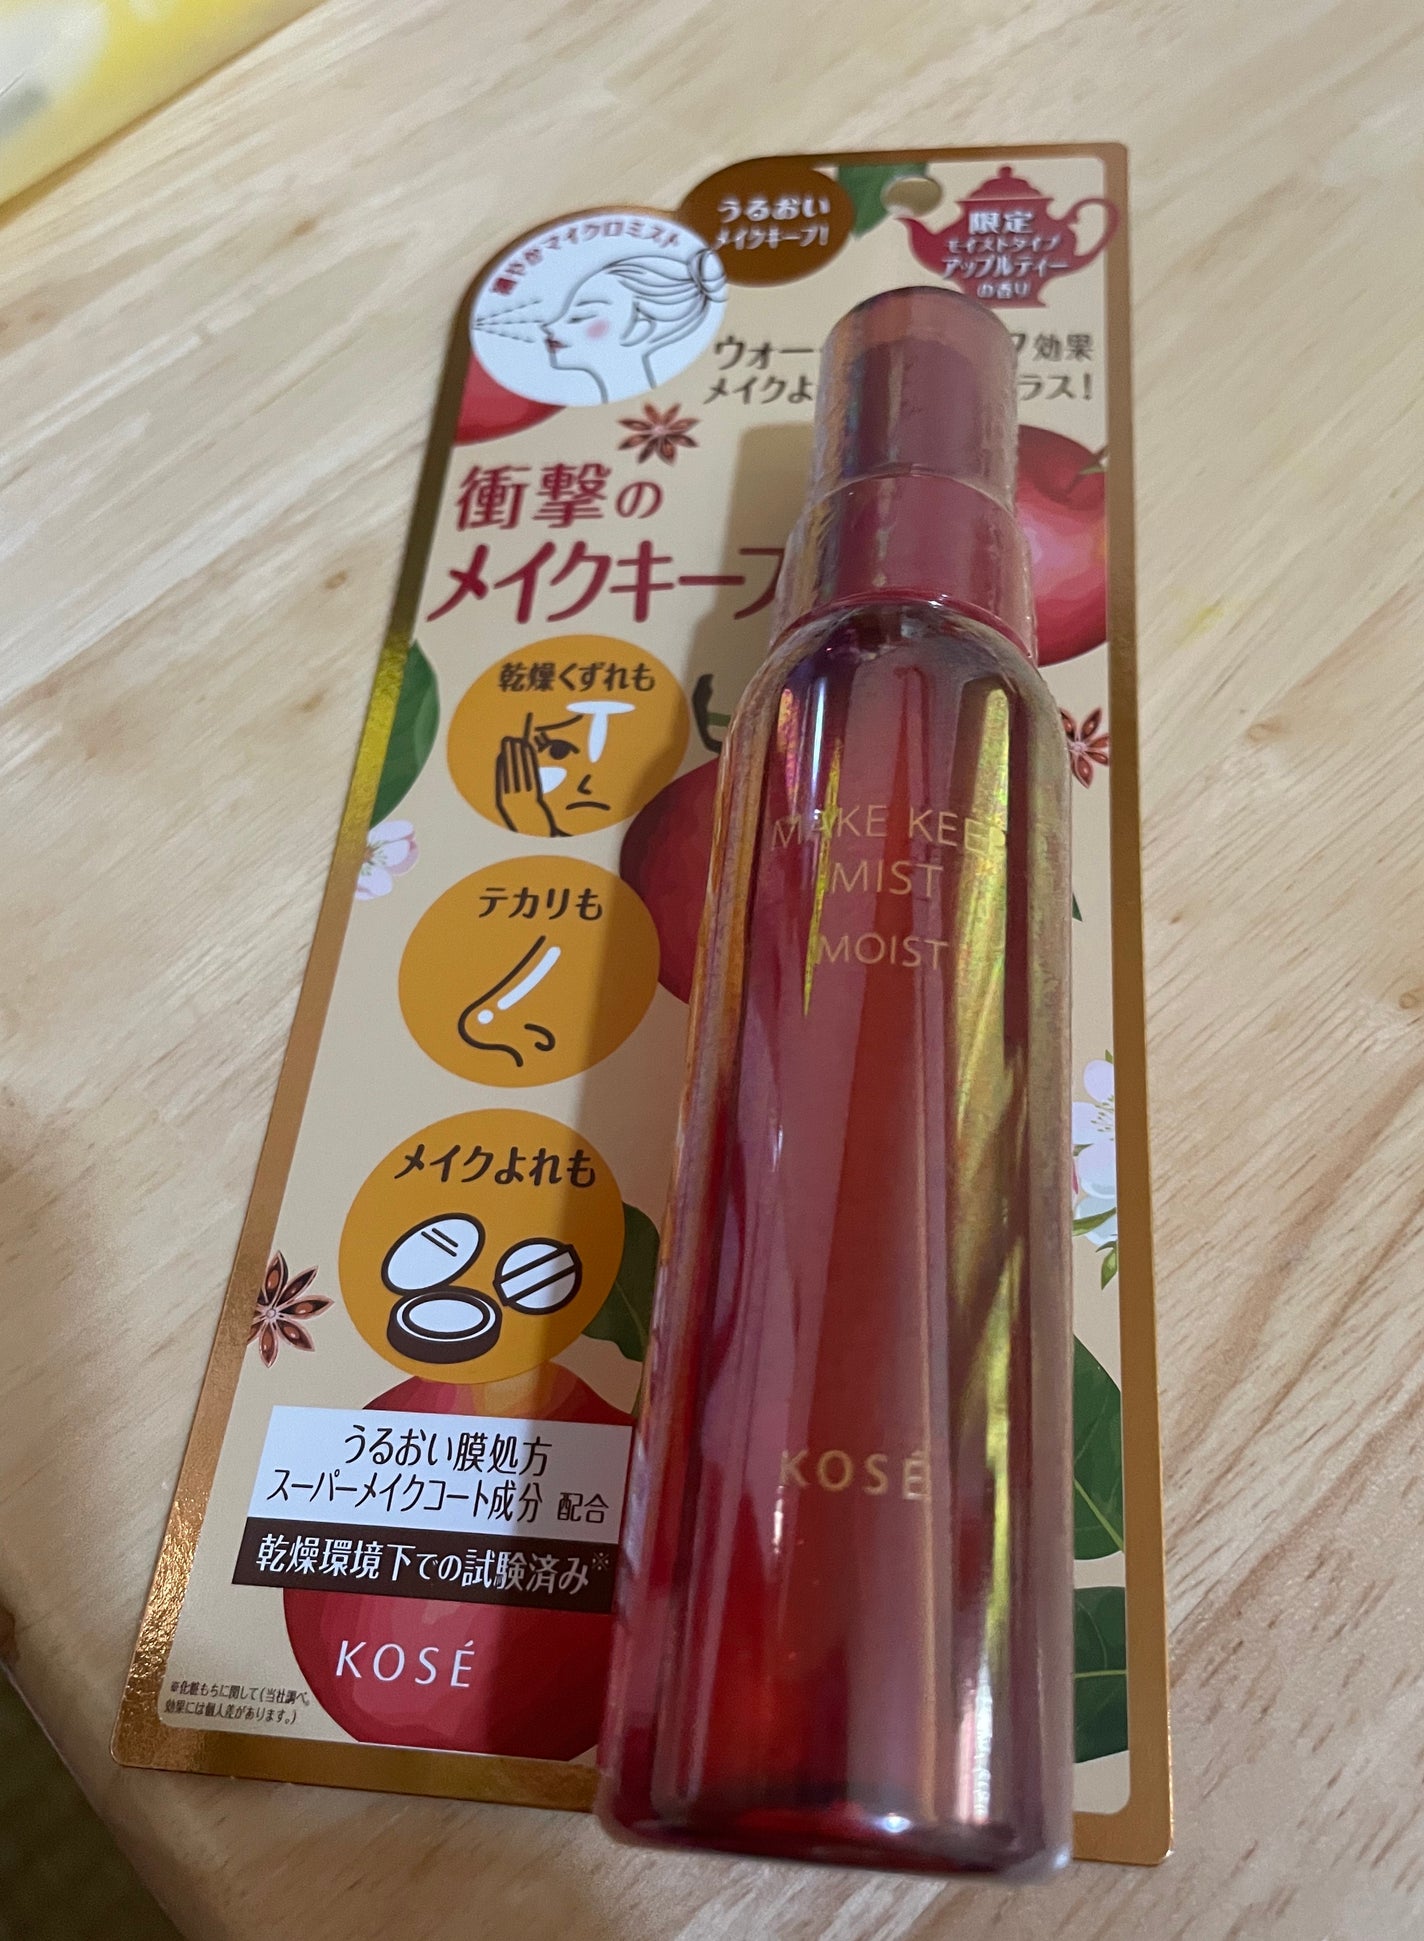 うるおい
メイクキープ!
限定
モイストタイプ
アップルティー
の香り
マイクロミスト
ウォー
効果
メイクよ
ラス!
衝撃の
メイクキープ
乾燥くずれも
テカリも
メイクよれも
うるおい膜処方
スーパーメイクコート成分 配合
乾燥環境下での試験済み※
KOSÉ
※化粧もちに関して(当社調べ。
効果には個人差があります。)
MAKE KEEP
MIST
MOIST
KOSÉ